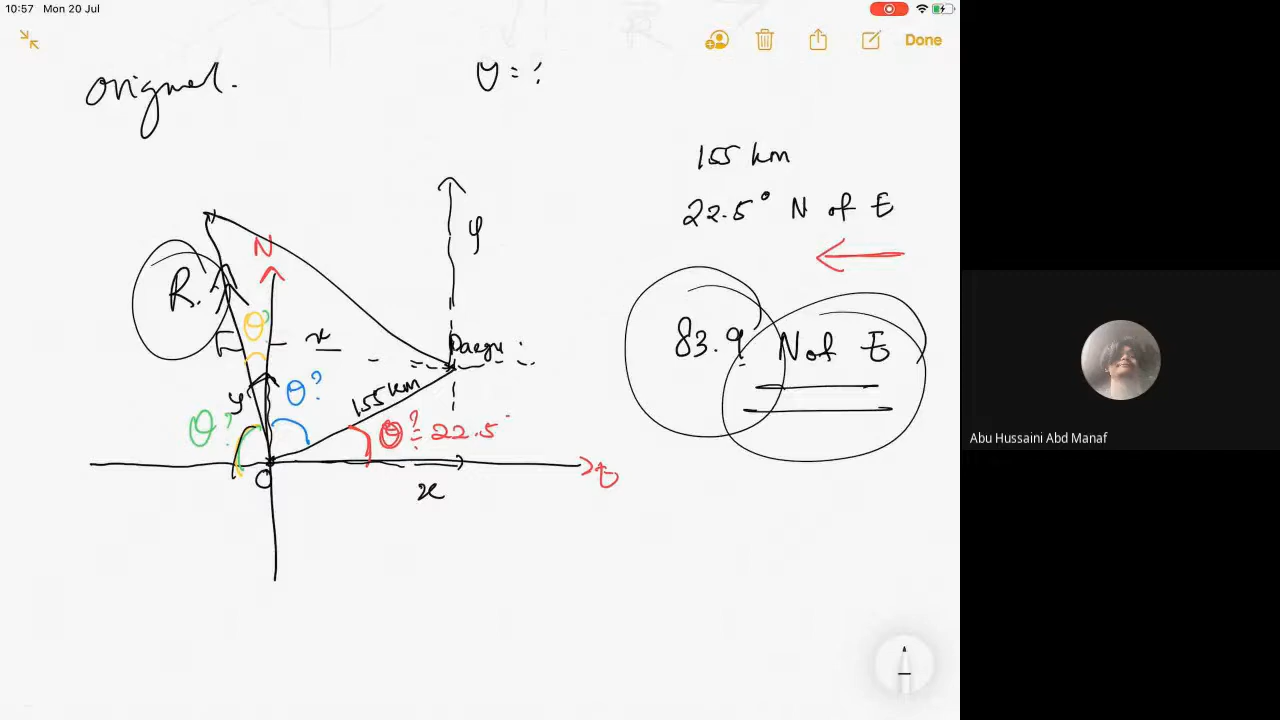 10:57 Mon 20 Jul
Done
original.
θ = ?
155 km
22.5° N of E
y
N
R.
θ?
x
Daegu
83.9 N of E
155 km
y
θ?
θ?
θ? = 22.5°
O
E
x
Abu Hussaini Abd Manaf